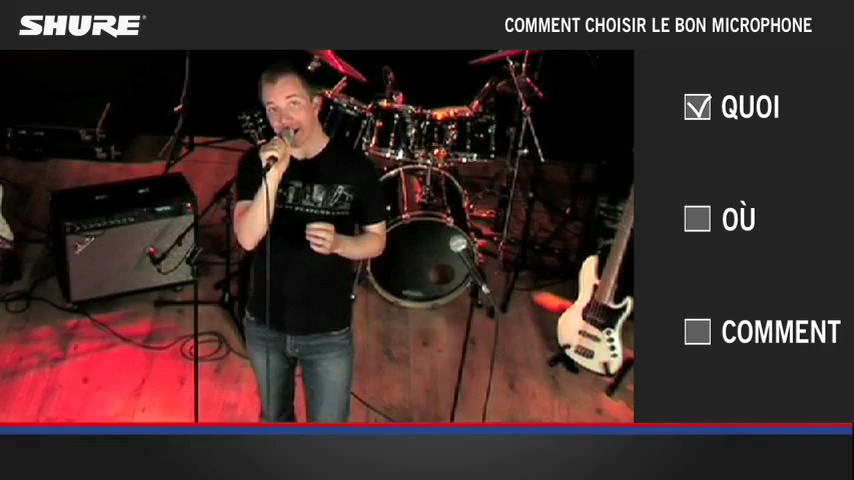 SHURE
COMMENT CHOISIR LE BON MICROPHONE
QUOI
OÙ
COMMENT